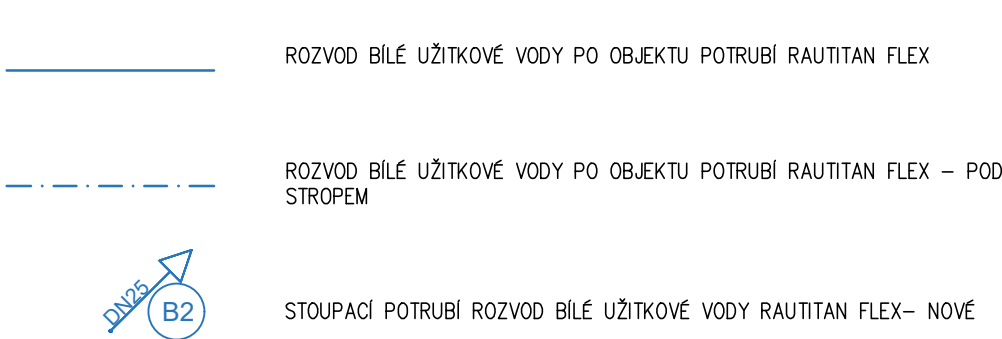 ROZVOD BÍLÉ UŽITKOVÉ VODY PO OBJEKTU POTRUBÍ RAUTITAN FLEX
ROZVOD BÍLÉ UŽITKOVÉ VODY PO OBJEKTU POTRUBÍ RAUTITAN FLEX – POD
STROPEM
DN25
B2
STOUPACÍ POTRUBÍ ROZVOD BÍLÉ UŽITKOVÉ VODY RAUTITAN FLEX– NOVÉ